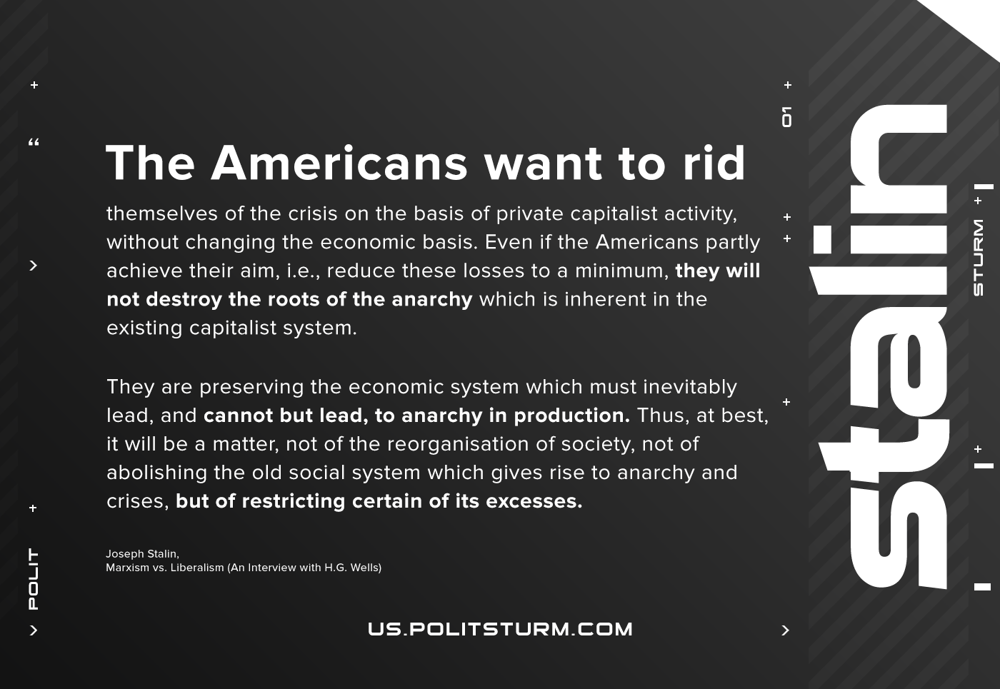 “
The Americans want to rid
themselves of the crisis on the basis of private capitalist activity,
without changing the economic basis. Even if the Americans partly
achieve their aim, i.e., reduce these losses to a minimum, they will
not destroy the roots of the anarchy which is inherent in the
existing capitalist system.
They are preserving the economic system which must inevitably
lead, and cannot but lead, to anarchy in production. Thus, at best,
it will be a matter, not of the reorganisation of society, not of
abolishing the old social system which gives rise to anarchy and
crises, but of restricting certain of its excesses.
Joseph Stalin,
Marxism vs. Liberalism (An Interview with H.G. Wells)
US.POLITSTURM.COM
POLIT
01
stalin
STURM